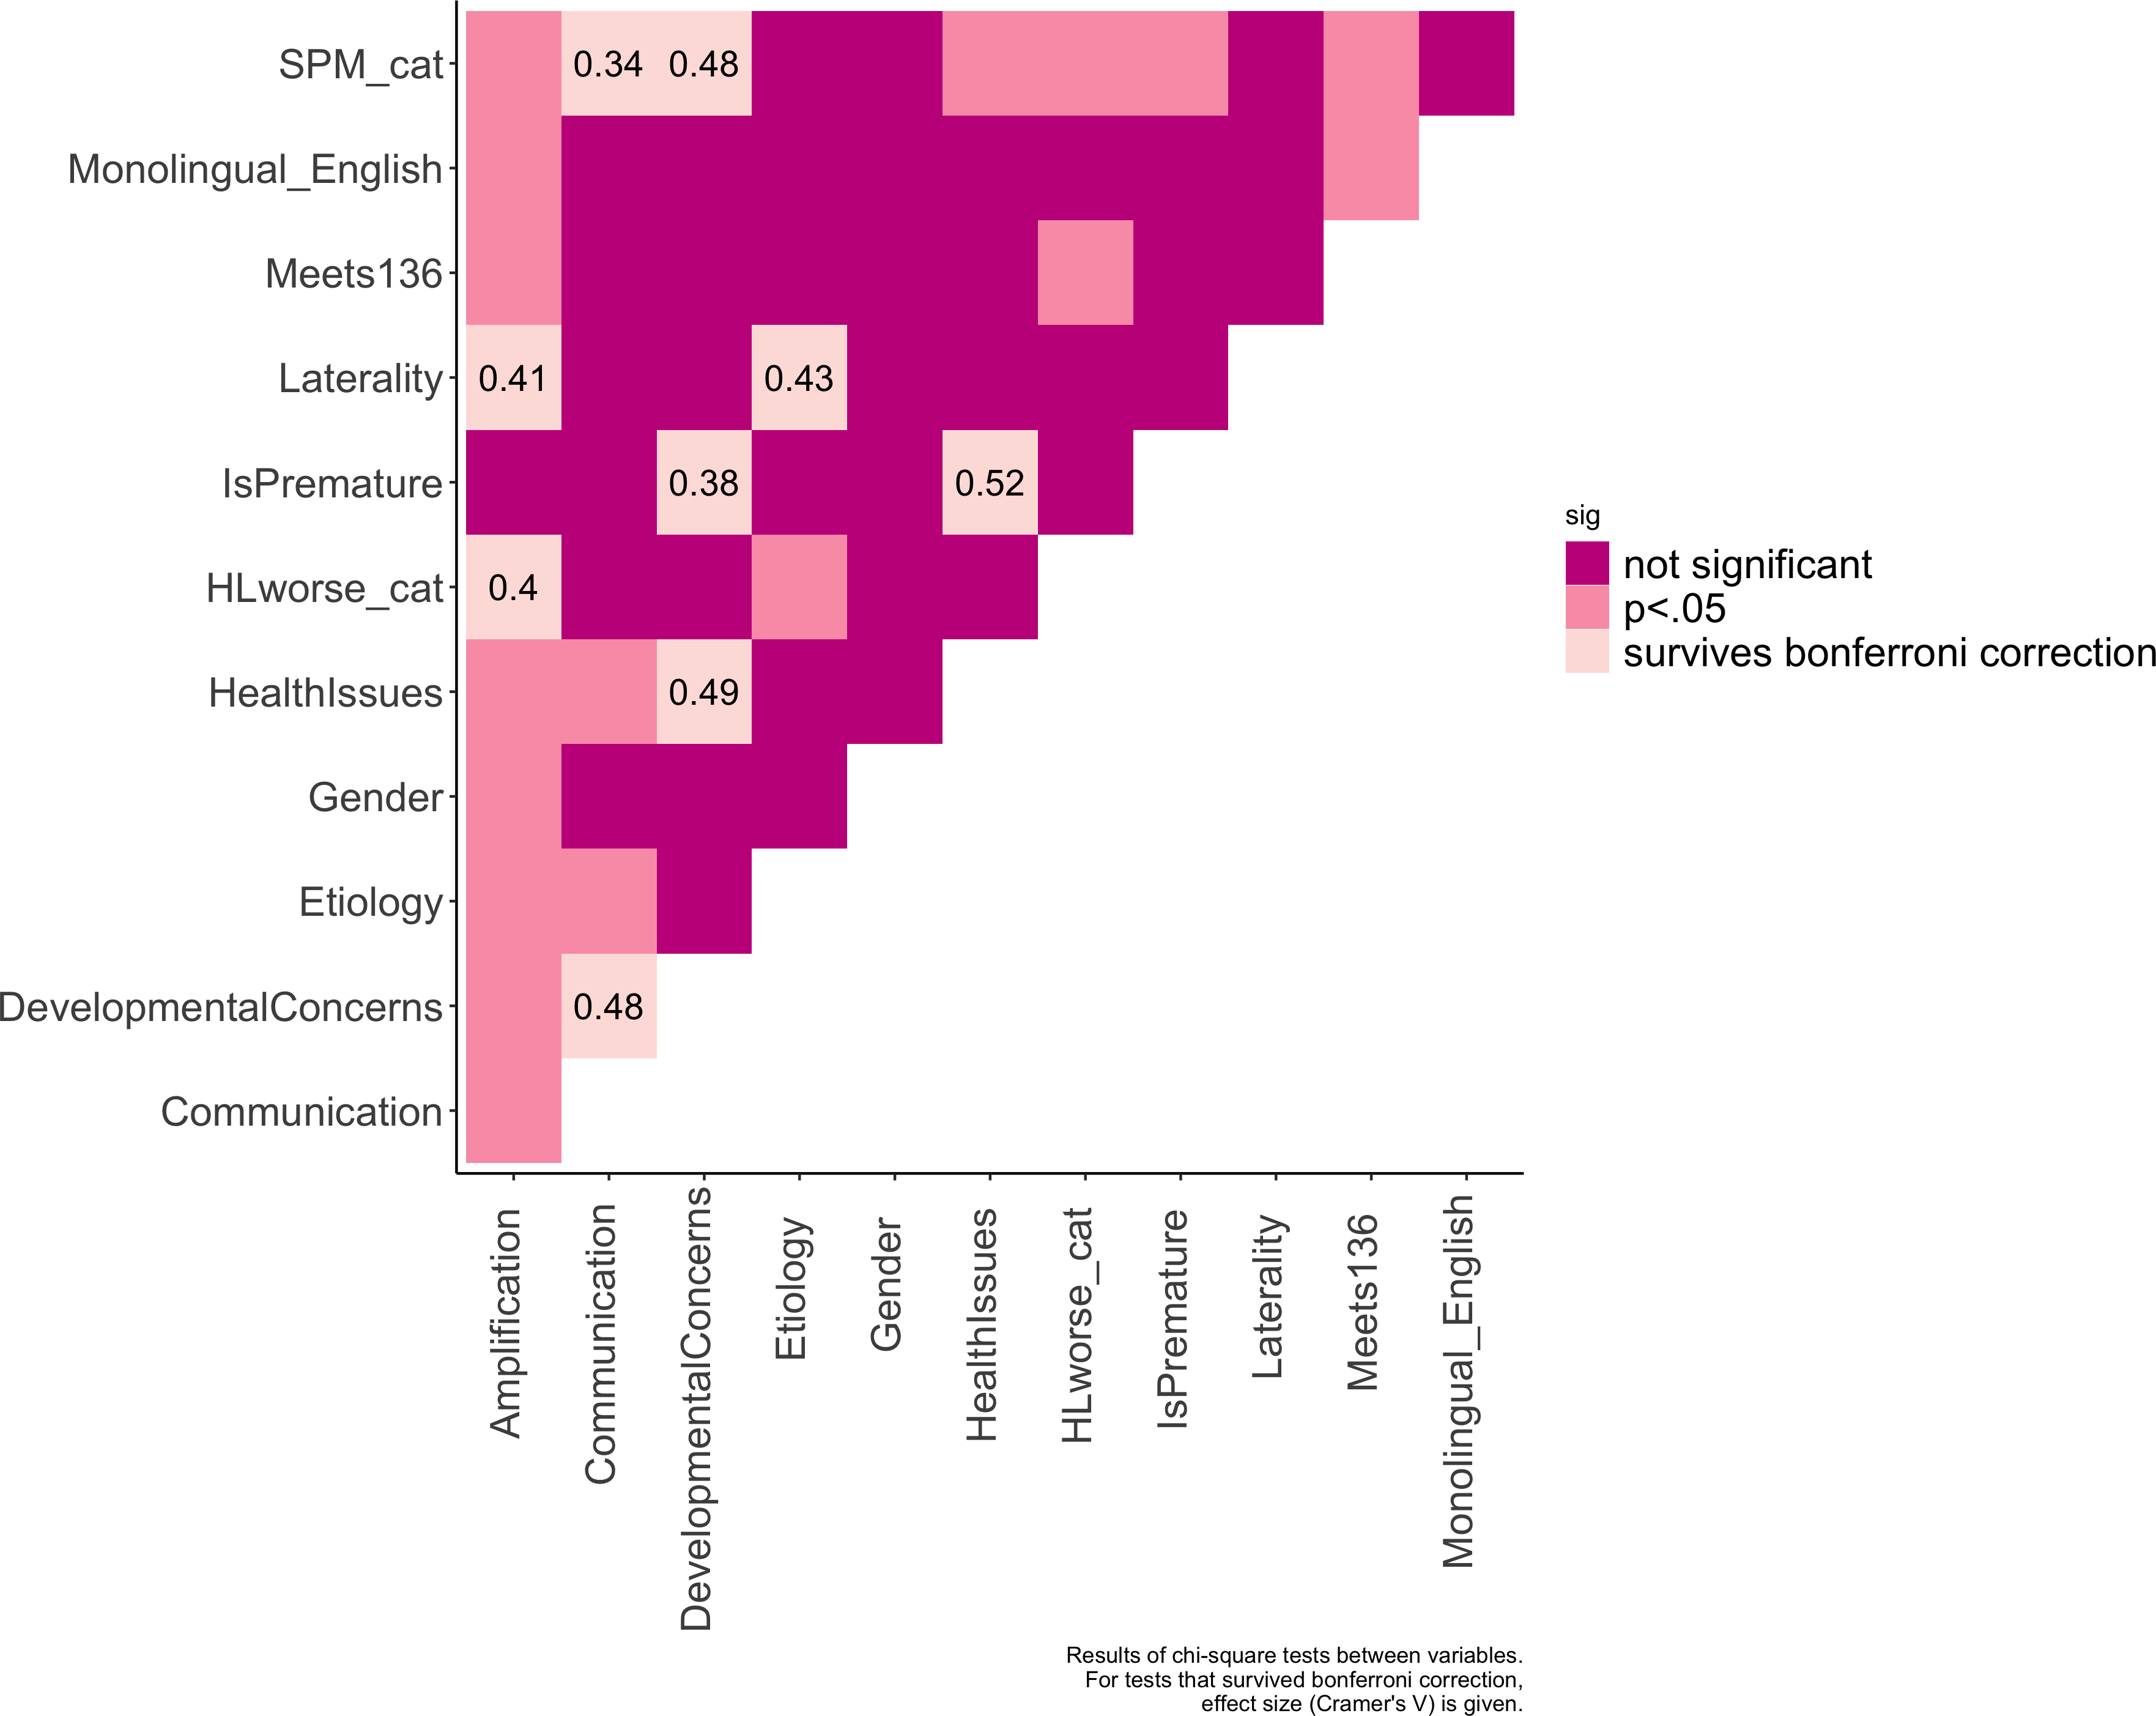 SPM_cat
0.34 0.48
Monolingual_English
Meets136
Laterality
0.41 0.43
IsPremature
0.38 0.52
HLworse_cat
0.4
HealthIssues
0.49
Gender
Etiology
DevelopmentalConcerns
0.48
Communication
Amplification
Communication
DevelopmentalConcerns
Etiology
Gender
HealthIssues
HLworse_cat
IsPremature
Laterality
Meets136
Monolingual_English
sig
not significant
p<.05
survives bonferroni correction
Results of chi-square tests between variables.
For tests that survived bonferroni correction,
effect size (Cramer's V) is given.